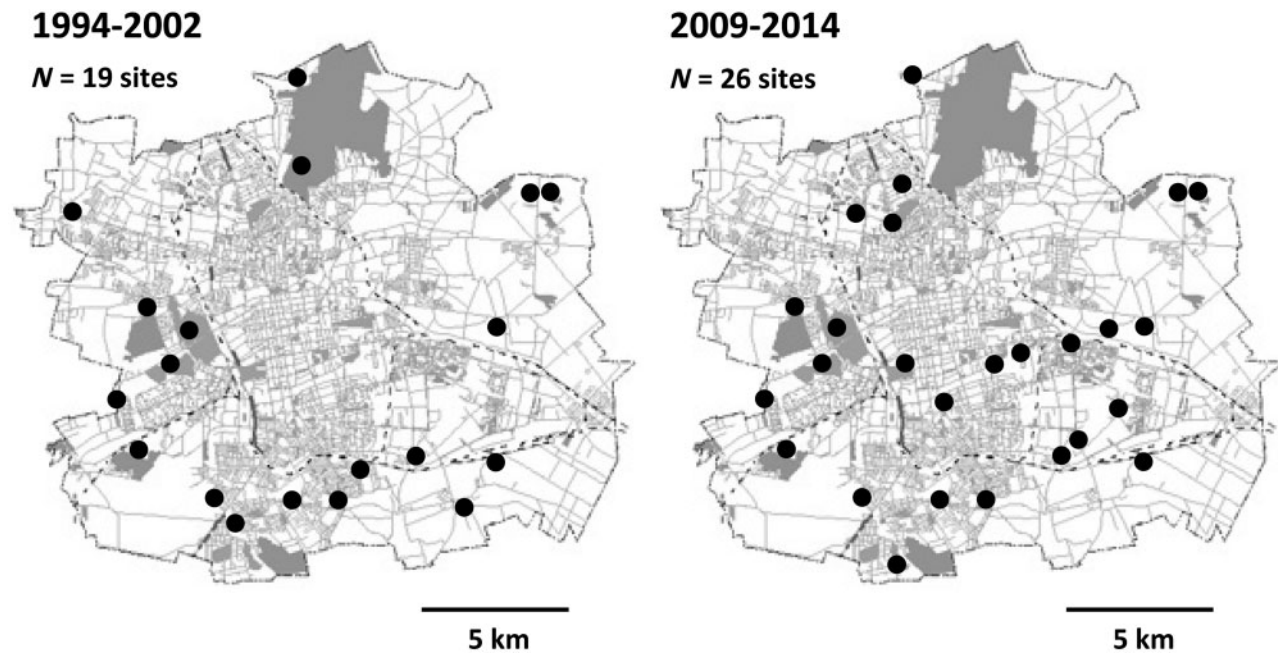 1994-2002
N = 19 sites
5 km
2009-2014
N = 26 sites
5 km